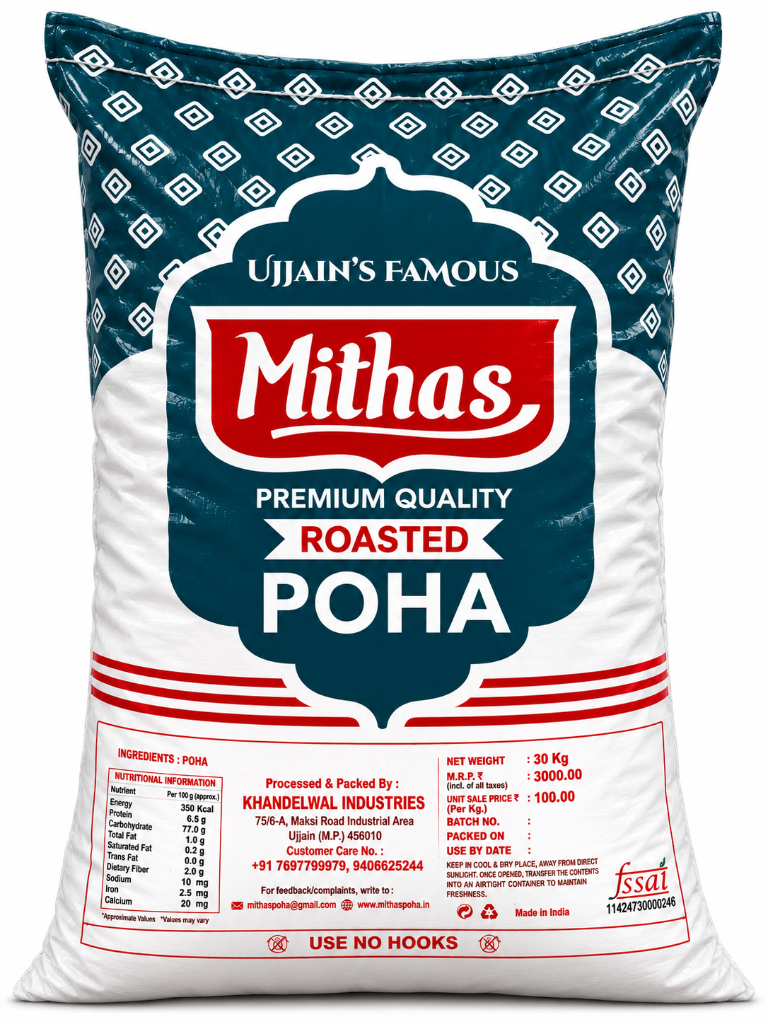 UJJAIN'S FAMOUS
Mithas
PREMIUM QUALITY
ROASTED
POHA
INGREDIENTS : POHA
NUTRITIONAL INFORMATION
Nutrient Per 100 g (approx.)
Energy 350 Kcal
Protein 6.5 g
Carbohydrate 77.0 g
Total Fat 1.0 g
Saturated Fat 0.2 g
Trans Fat 0.0 g
Dietary Fiber 2.0 g
Sodium 10 mg
Iron 2.5 mg
Calcium 20 mg
*Approximate Values *Values may vary
Processed & Packed By :
KHANDELWAL INDUSTRIES
75/6-A, Maksi Road Industrial Area
Ujjain (M.P.) 456010
Customer Care No. :
+91 7697799979, 9406625244
For feedback/complaints, write to :
mithaspoha@gmail.com www.mithaspoha.in
NET WEIGHT : 30 Kg
M.R.P. ₹ : 3000.00
(incl. of all taxes)
UNIT SALE PRICE ₹ : 100.00
(Per Kg.)
BATCH NO. :
PACKED ON :
USE BY DATE :
KEEP IN COOL & DRY PLACE, AWAY FROM DIRECT
SUNLIGHT. ONCE OPENED, TRANSFER THE CONTENTS
INTO AN AIRTIGHT CONTAINER TO MAINTAIN
FRESHNESS.
Made in India
fssai
11424730000246
USE NO HOOKS